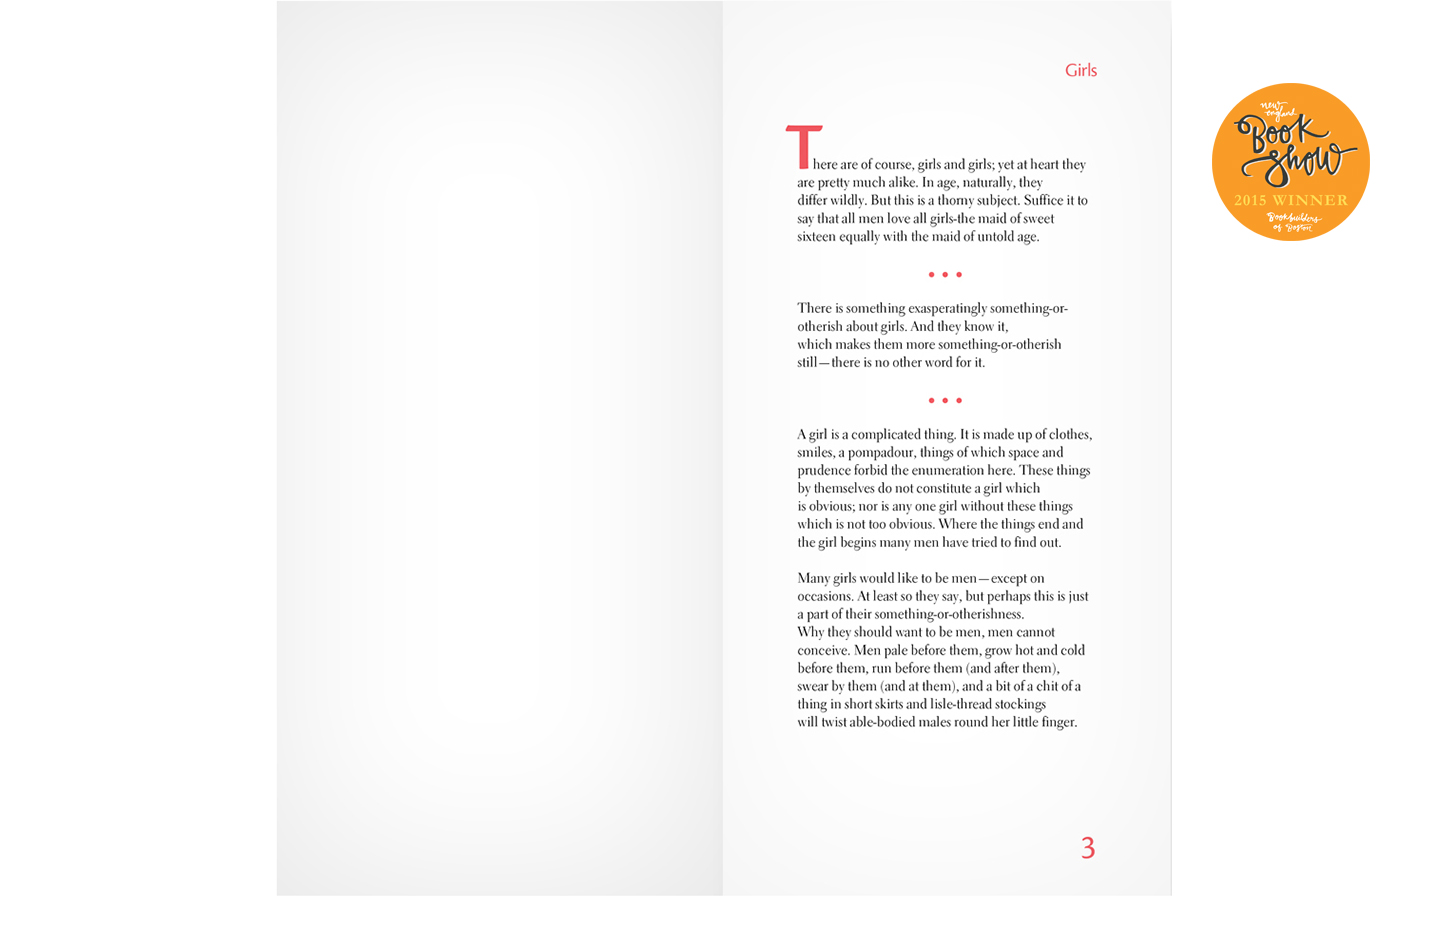 Girls
There are of course, girls and girls; yet at heart they
are pretty much alike. In age, naturally, they
differ wildly. But this is a thorny subject. Suffice it to
say that all men love all girls-the maid of sweet
sixteen equally with the maid of untold age.
• • •
There is something exasperatingly something-or-
otherish about girls. And they know it,
which makes them more something-or-otherish
still—there is no other word for it.
• • •
A girl is a complicated thing. It is made up of clothes,
smiles, a pompadour, things of which space and
prudence forbid the enumeration here. These things
by themselves do not constitute a girl which
is obvious; nor is any one girl without these things
which is not too obvious. Where the things end and
the girl begins many men have tried to find out.
Many girls would like to be men—except on
occasions. At least so they say, but perhaps this is just
a part of their something-or-otherishness.
Why they should want to be men, men cannot
conceive. Men pale before them, grow hot and cold
before them, run before them (and after them),
swear by them (and at them), and a bit of a chit of a
thing in short skirts and lisle-thread stockings
will twist able-bodied males round her little finger.
3
new
england
Book
Show
2015 WINNER
Bookbuilders
of Boston